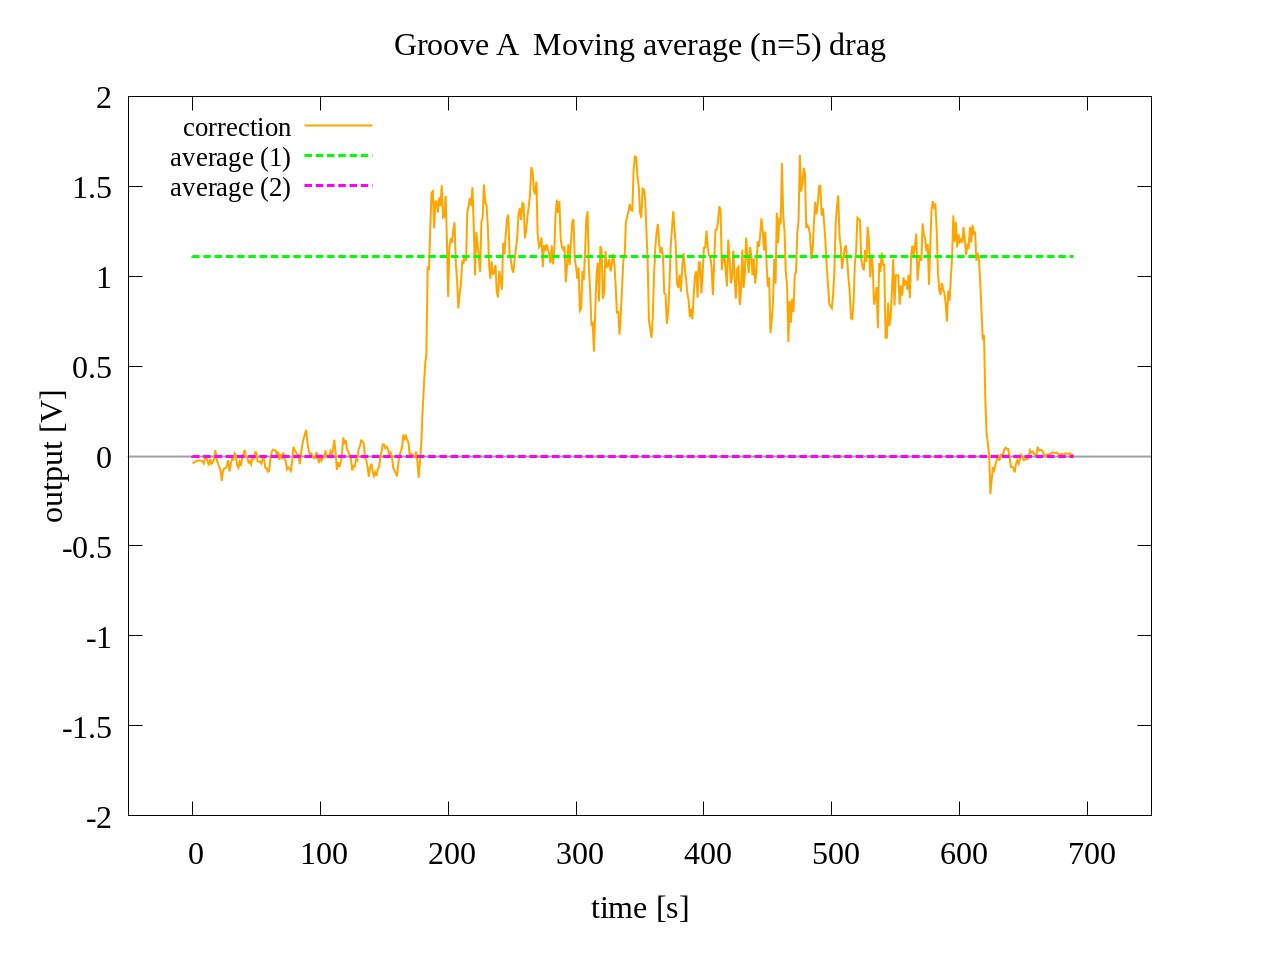 Groove A  Moving average (n=5) drag
correction
average (1)
average (2)
2
1.5
1
0.5
0
-0.5
-1
-1.5
-2
output [V]
0 100 200 300 400 500 600 700
time [s]